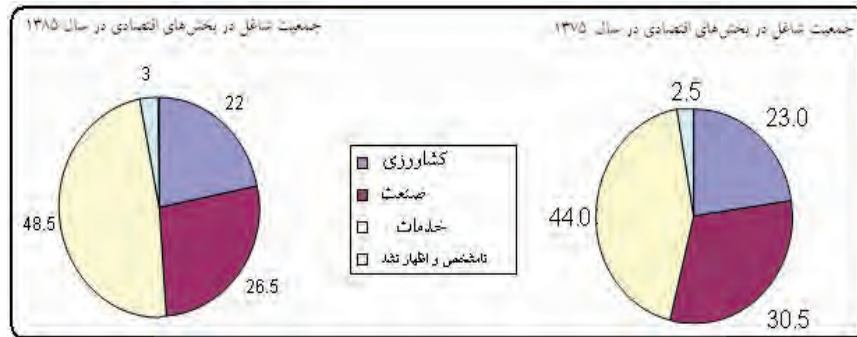 جمعیت شاغل در بخش‌های اقتصادی در سال ۱۳۷۵
2.5
23.0
44.0
30.5
کشاورزی
صنعت
خدمات
نامشخص و اظهار نشد
جمعیت شاغل در بخش‌های اقتصادی در سال ۱۳۸۵
3
22
48.5
26.5